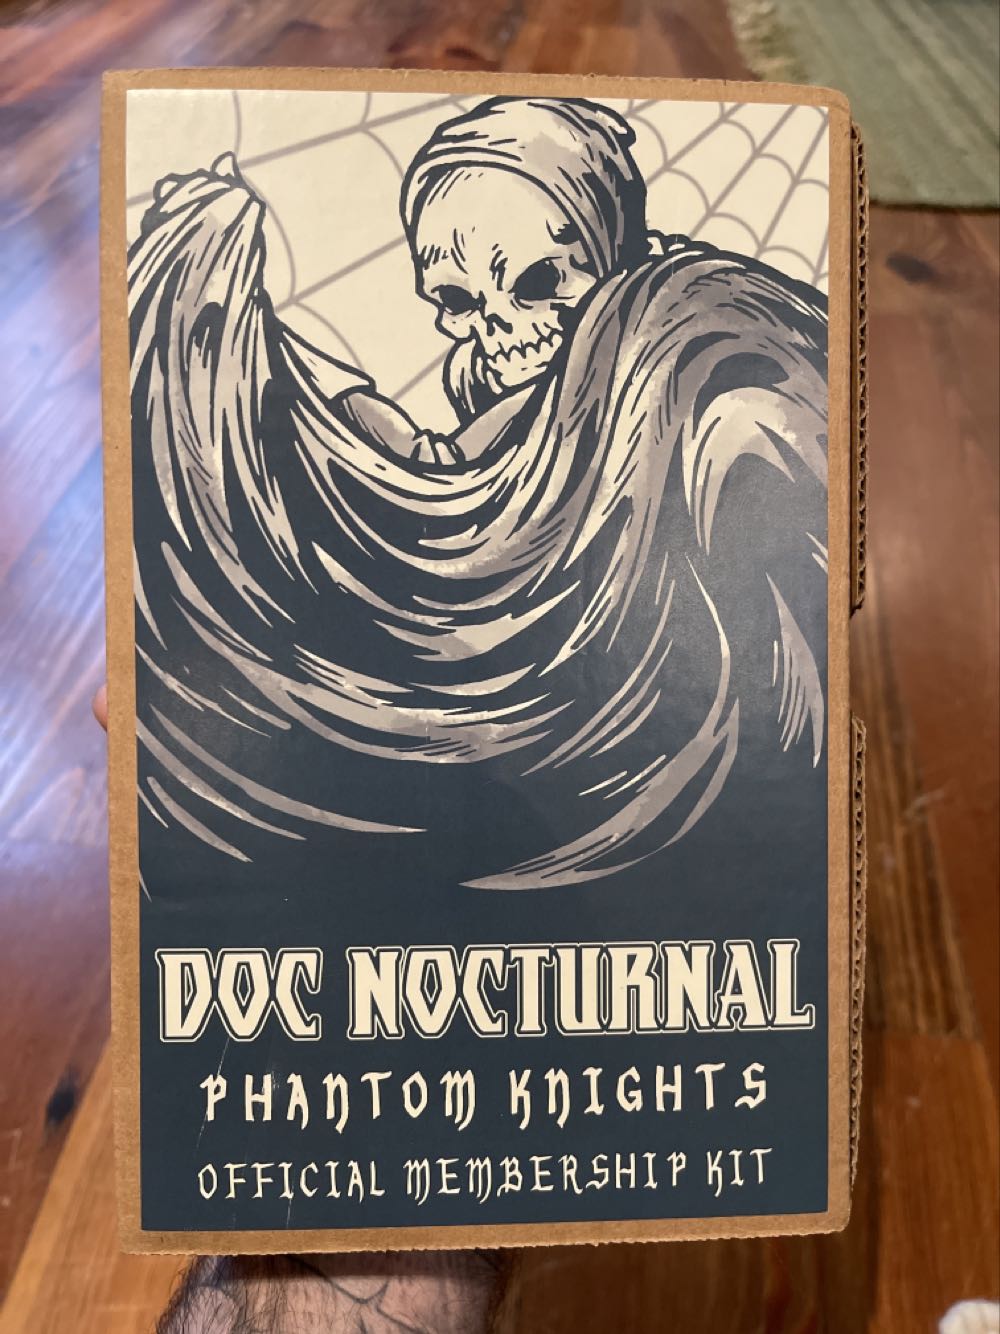 DOC NOCTURNAL
PHANTOM KNIGHTS
OFFICIAL MEMBERSHIP KIT